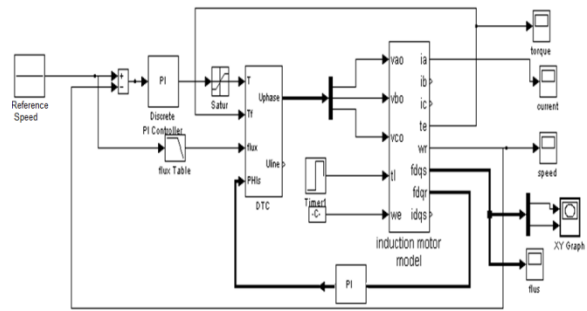 Reference
Speed
+
−
PI
Discrete
PI Controller
Satur
flux Table
T
Tf
flux
PHIs
Uphase
Uline
DTC
Timer1
-C-
vao
vbo
vco
tl
we
ia
ib
ic
te
wr
fdqs
fdqr
idqs
induction motor
model
PI
torque
current
speed
XY Graph
flus